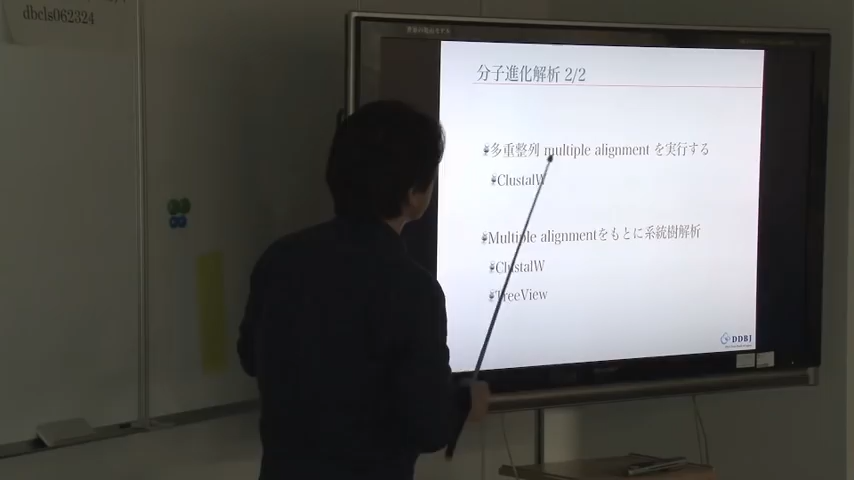 dbcls062324
分子進化解析 2/2
多重整列 multiple alignment を実行する
ClustalW
Multiple alignmentをもとに系統樹解析
ClustalW
TreeView
DDBJ